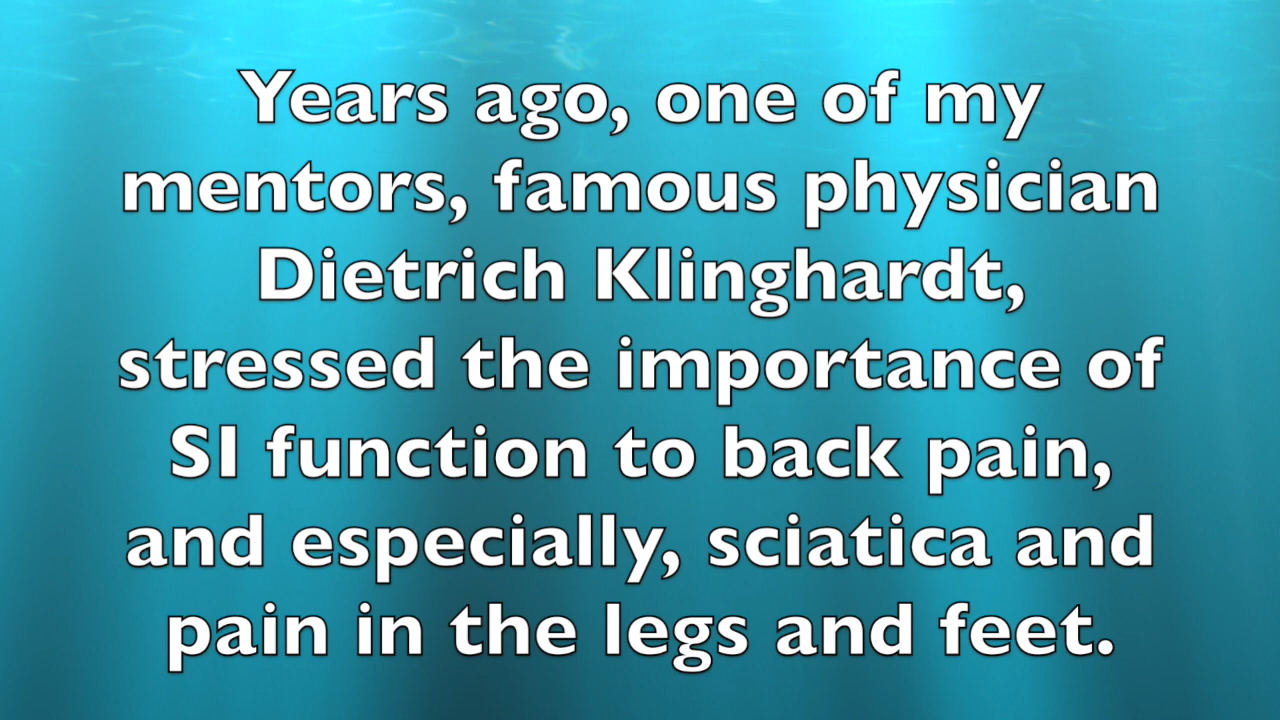 Years ago, one of my
mentors, famous physician
Dietrich Klinghardt,
stressed the importance of
SI function to back pain,
and especially, sciatica and
pain in the legs and feet.